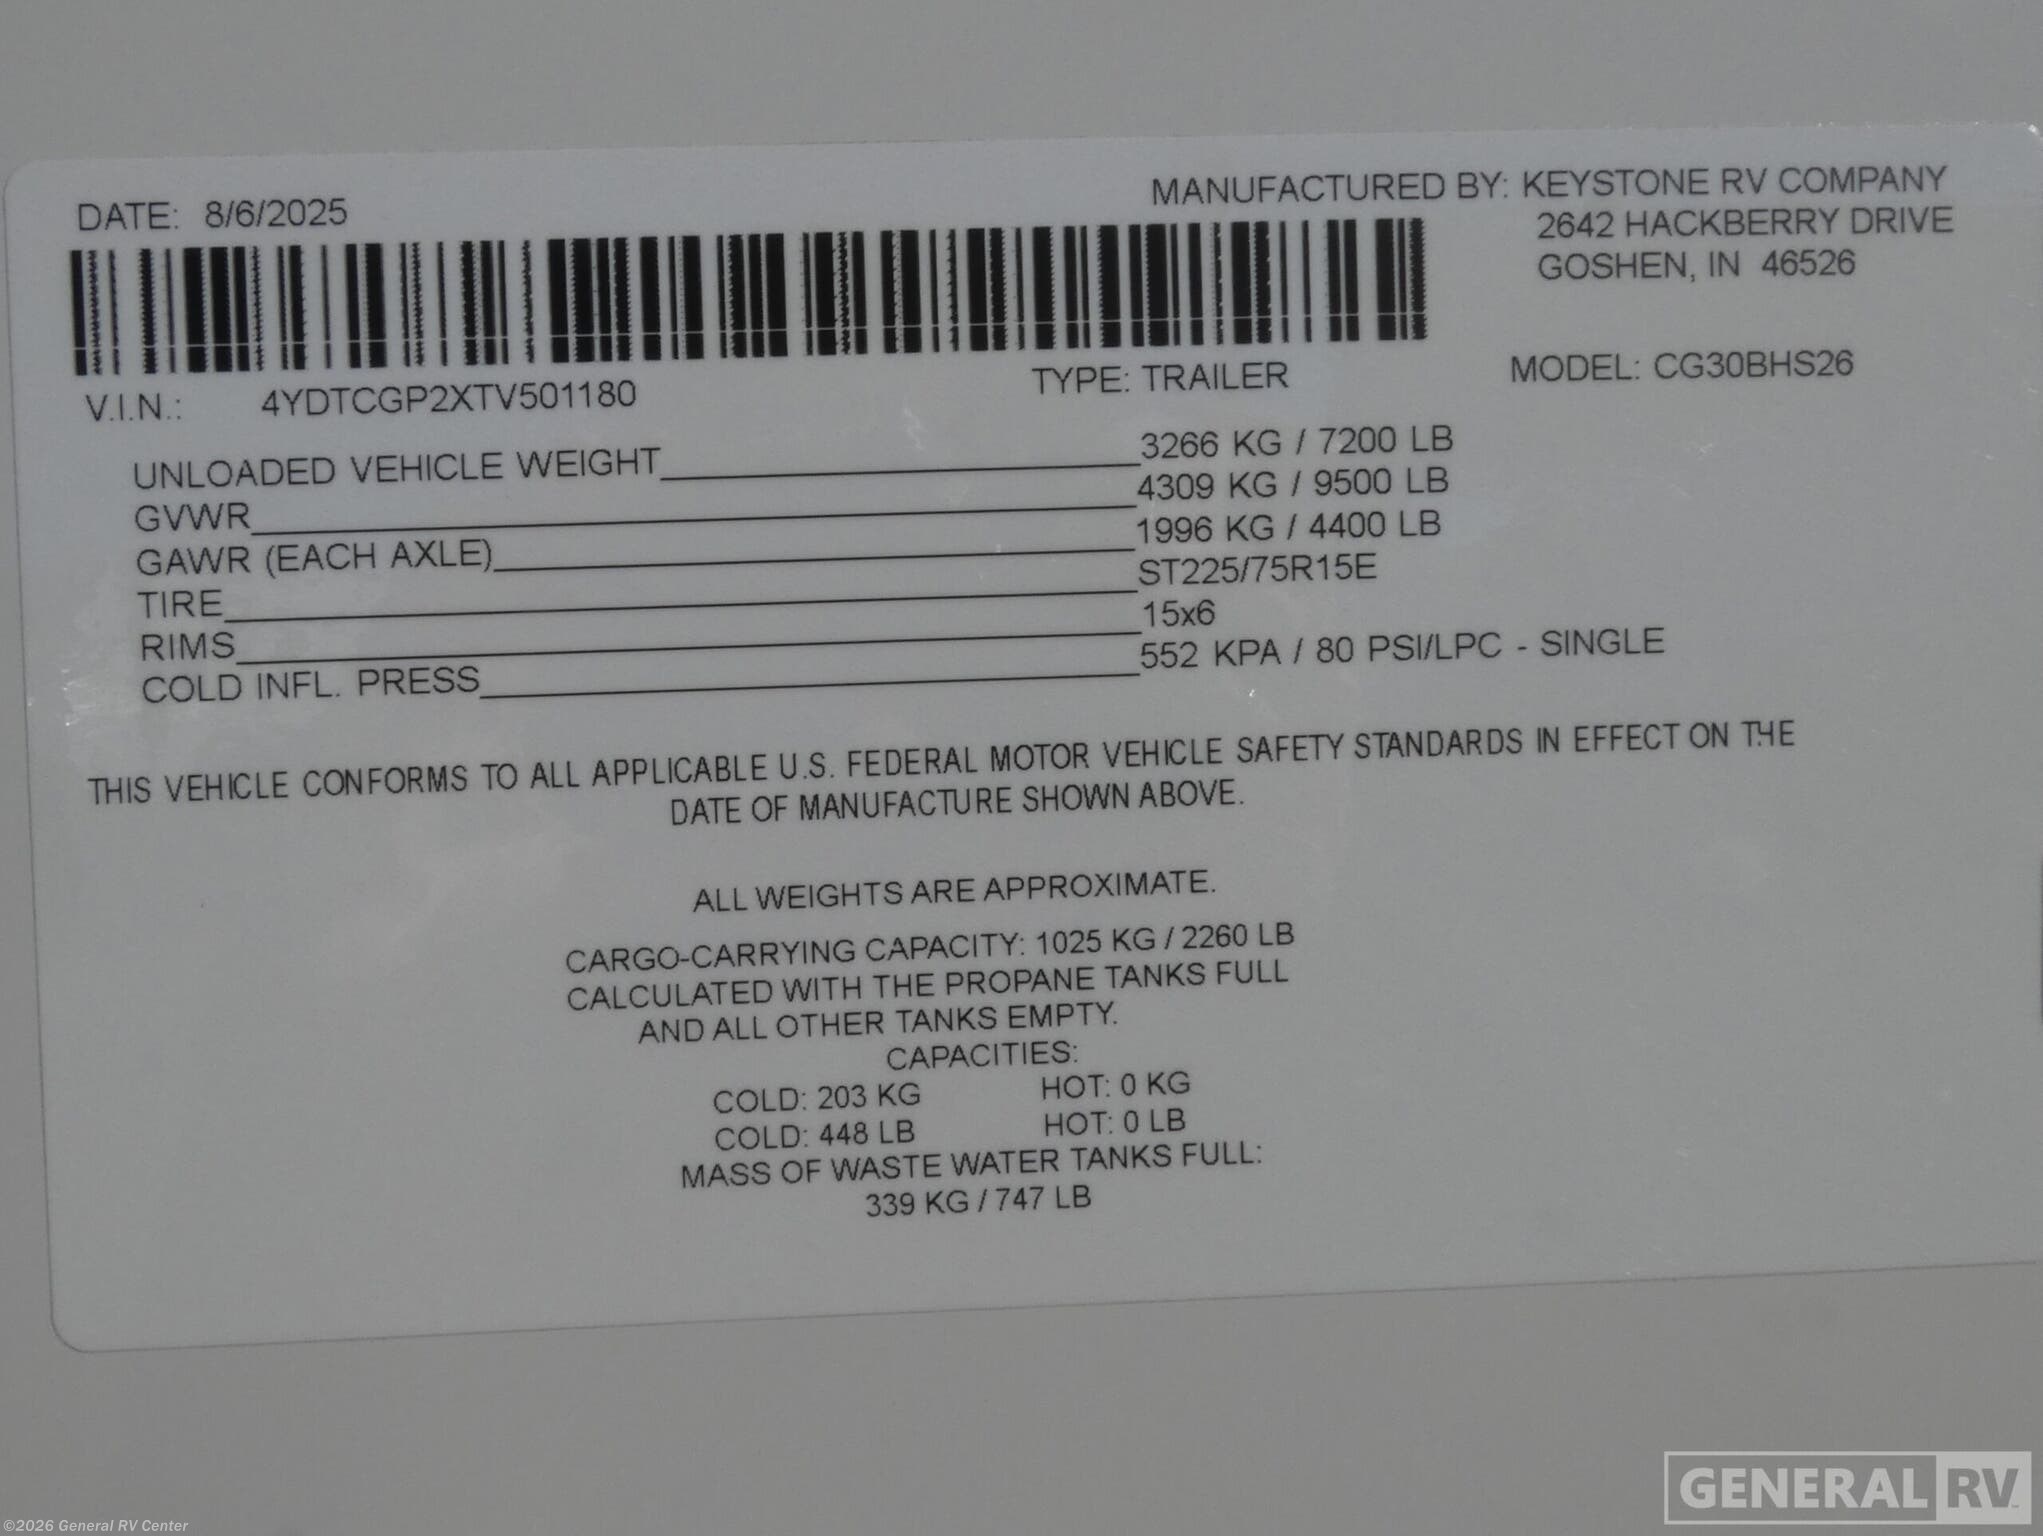 DATE: 8/6/2025
MANUFACTURED BY: KEYSTONE RV COMPANY
2642 HACKBERRY DRIVE
GOSHEN, IN 46526
V.I.N.: 4YDTCGP2XTV501180
TYPE: TRAILER
MODEL: CG30BHS26
UNLOADED VEHICLE WEIGHT 3266 KG / 7200 LB
GVWR 4309 KG / 9500 LB
GAWR (EACH AXLE) 1996 KG / 4400 LB
TIRE ST225/75R15E
RIMS 15x6
COLD INFL. PRESS 552 KPA / 80 PSI/LPC - SINGLE
THIS VEHICLE CONFORMS TO ALL APPLICABLE U.S. FEDERAL MOTOR VEHICLE SAFETY STANDARDS IN EFFECT ON THE
DATE OF MANUFACTURE SHOWN ABOVE.
ALL WEIGHTS ARE APPROXIMATE.
CARGO-CARRYING CAPACITY: 1025 KG / 2260 LB
CALCULATED WITH THE PROPANE TANKS FULL
AND ALL OTHER TANKS EMPTY.
CAPACITIES:
COLD: 203 KG HOT: 0 KG
COLD: 448 LB HOT: 0 LB
MASS OF WASTE WATER TANKS FULL:
339 KG / 747 LB
GENERAL RV
©2026 General RV Center